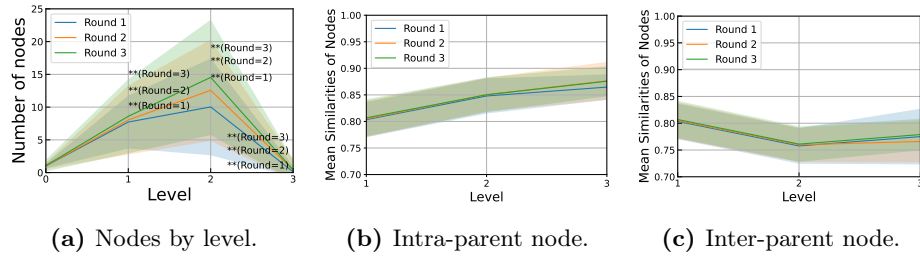 25
20
15
10
5
0
Number of nodes
Round 1
Round 2
Round 3
**(Round=3)
**(Round=2)
**(Round=1)
**(Round=3)
**(Round=2)
**(Round=1)
**(Round=3)
**(Round=2)
**(Round=1)
0 1 2 3
Level
(a) Nodes by level.
1.00
0.95
0.90
0.85
0.80
0.75
0.70
Mean Similarities of Nodes
Round 1
Round 2
Round 3
1 2 3
Level
(b) Intra-parent node.
1.00
0.95
0.90
0.85
0.80
0.75
0.70
Mean Similarities of Nodes
Round 1
Round 2
Round 3
1 2 3
Level
(c) Inter-parent node.